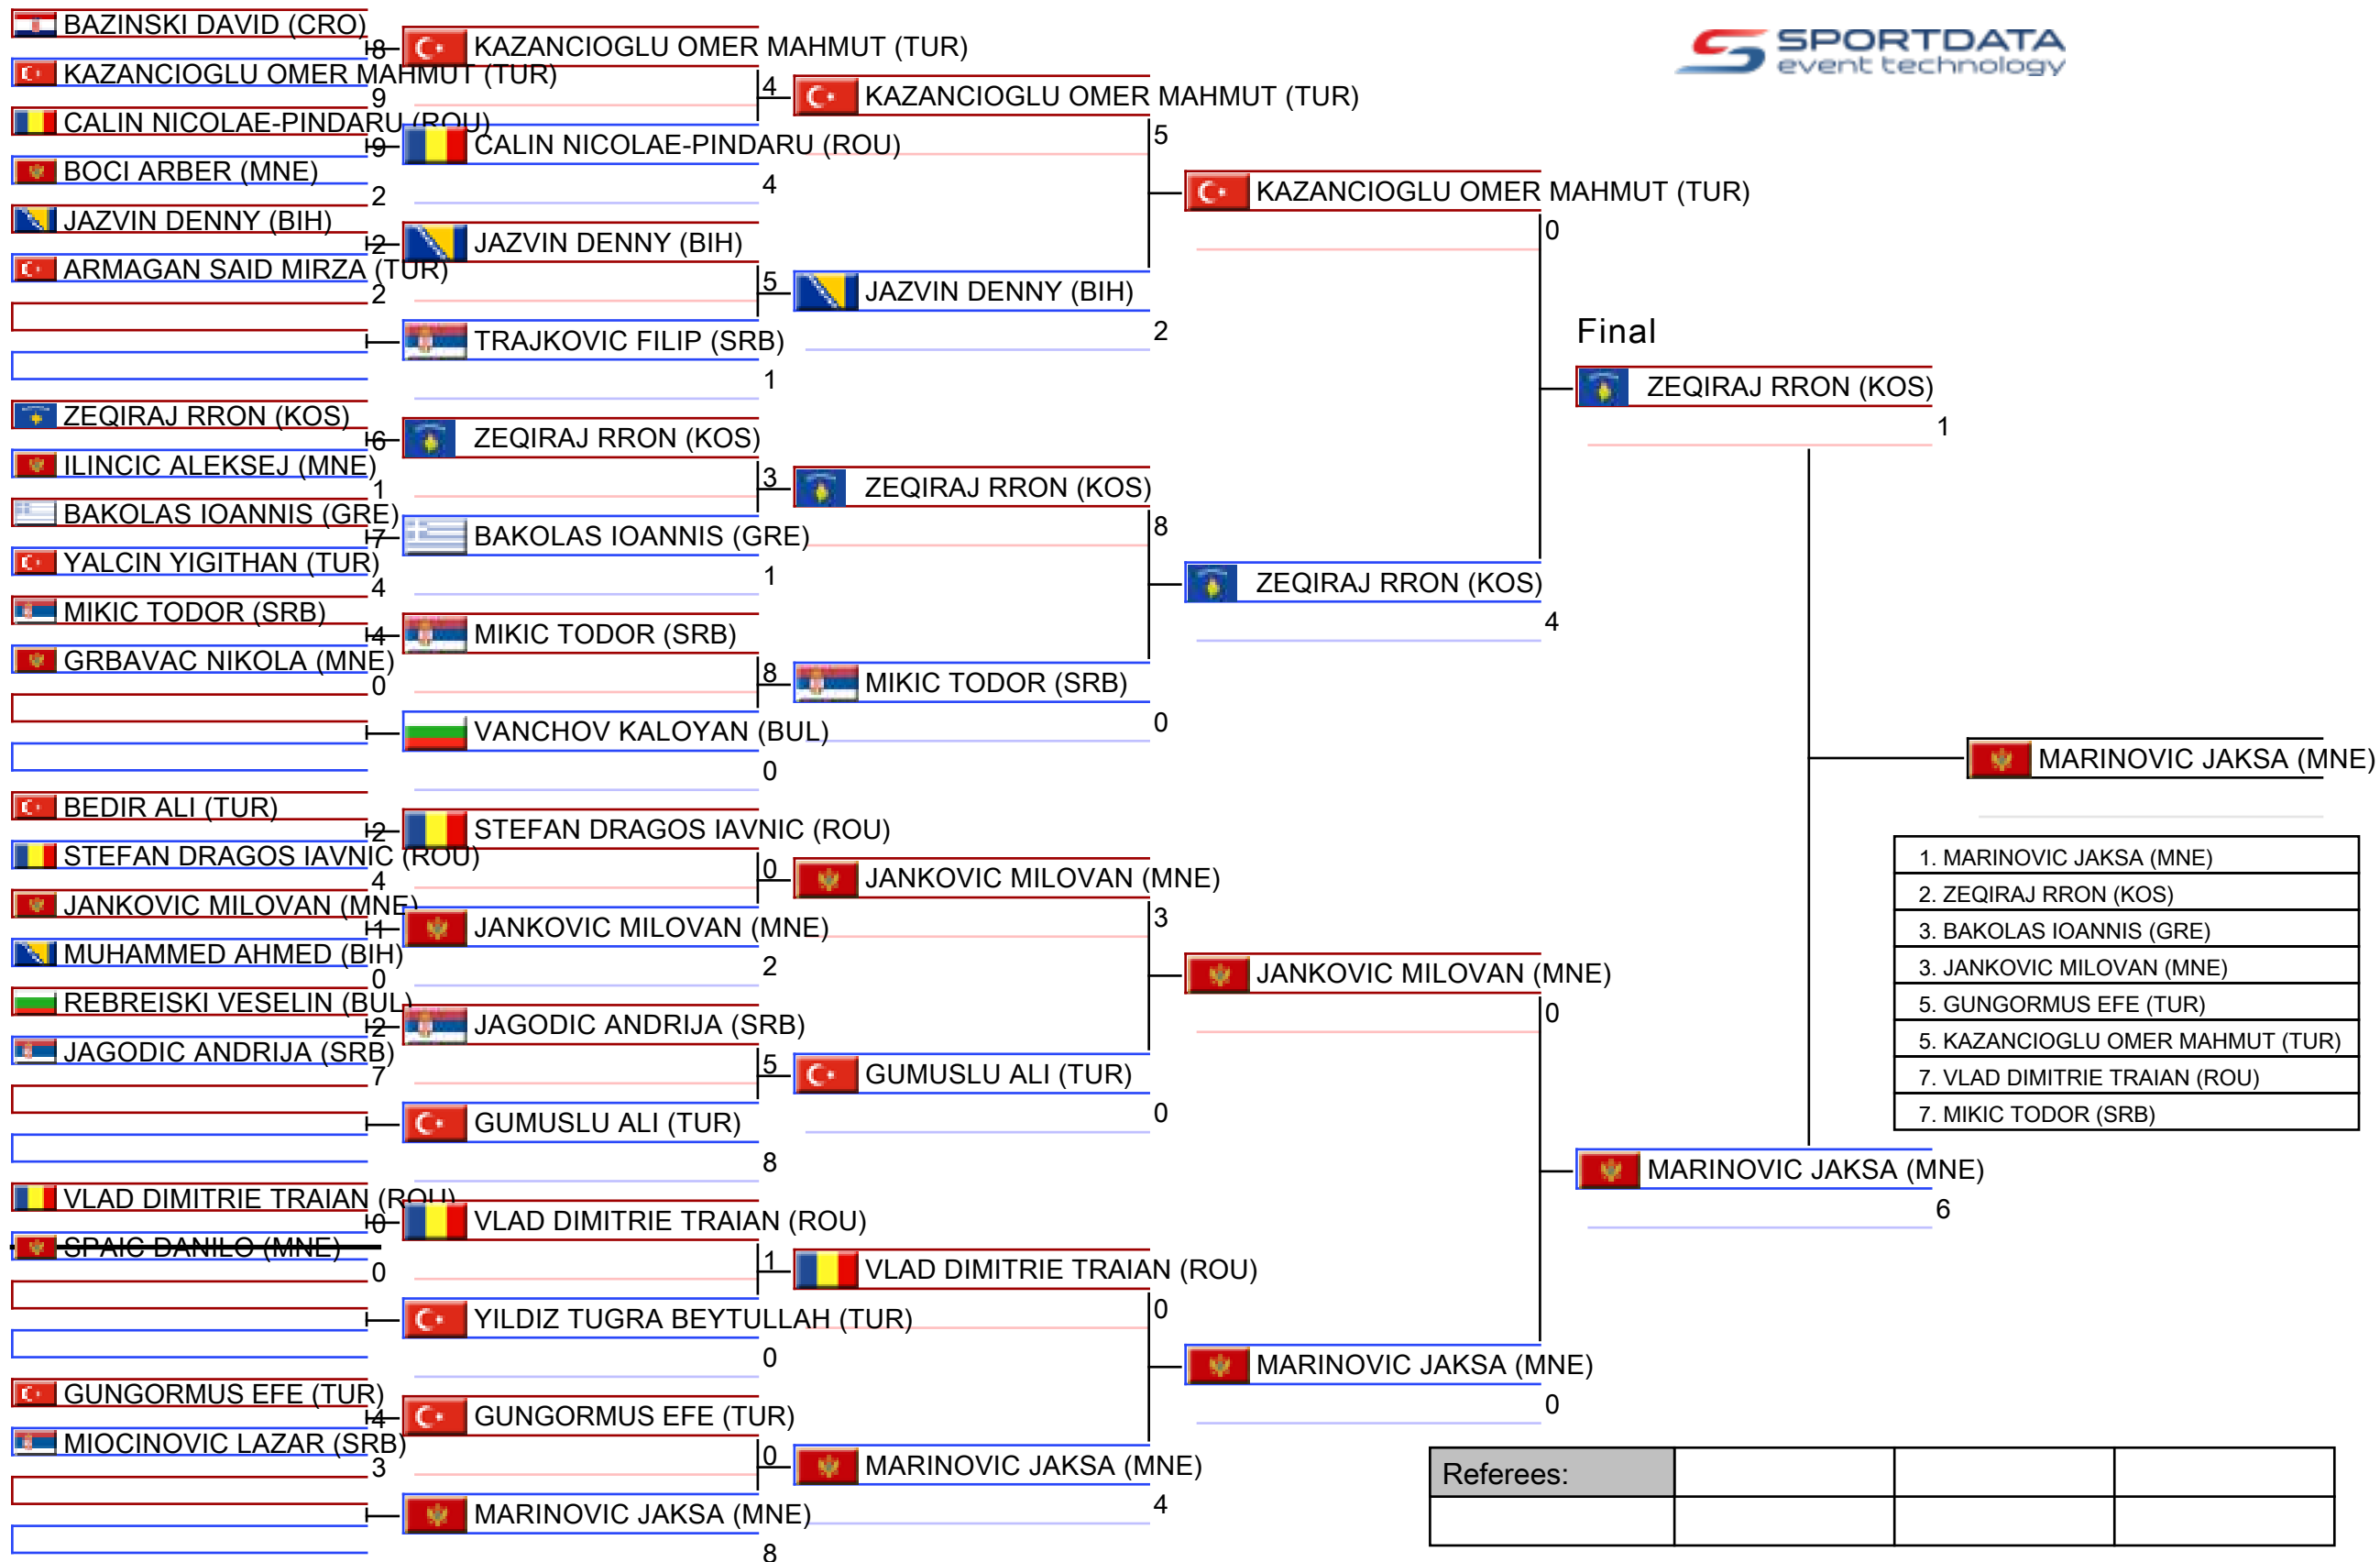 BAZINSKI DAVID (CRO)
8
KAZANCIOGLU OMER MAHMUT (TUR)
9
CALIN NICOLAE-PINDARU (ROU)
9
BOCI ARBER (MNE)
2
JAZVIN DENNY (BIH)
2
ARMAGAN SAID MIRZA (TUR)
2
ZEQIRAJ RRON (KOS)
6
ILINCIC ALEKSEJ (MNE)
1
BAKOLAS IOANNIS (GRE)
7
YALCIN YIGITHAN (TUR)
4
MIKIC TODOR (SRB)
4
GRBAVAC NIKOLA (MNE)
0
BEDIR ALI (TUR)
2
STEFAN DRAGOS IAVNIC (ROU)
4
JANKOVIC MILOVAN (MNE)
1
MUHAMMED AHMED (BIH)
0
REBREISKI VESELIN (BUL)
2
JAGODIC ANDRIJA (SRB)
7
VLAD DIMITRIE TRAIAN (ROU)
0
SPAIC DANILO (MNE)
0
GUNGORMUS EFE (TUR)
4
MIOCINOVIC LAZAR (SRB)
3
KAZANCIOGLU OMER MAHMUT (TUR)
4
CALIN NICOLAE-PINDARU (ROU)
4
JAZVIN DENNY (BIH)
5
TRAJKOVIC FILIP (SRB)
1
ZEQIRAJ RRON (KOS)
3
BAKOLAS IOANNIS (GRE)
1
MIKIC TODOR (SRB)
8
VANCHOV KALOYAN (BUL)
0
STEFAN DRAGOS IAVNIC (ROU)
0
JANKOVIC MILOVAN (MNE)
2
JAGODIC ANDRIJA (SRB)
5
GUMUSLU ALI (TUR)
8
VLAD DIMITRIE TRAIAN (ROU)
1
YILDIZ TUGRA BEYTULLAH (TUR)
0
GUNGORMUS EFE (TUR)
0
MARINOVIC JAKSA (MNE)
8
KAZANCIOGLU OMER MAHMUT (TUR)
5
JAZVIN DENNY (BIH)
2
ZEQIRAJ RRON (KOS)
8
MIKIC TODOR (SRB)
0
JANKOVIC MILOVAN (MNE)
3
GUMUSLU ALI (TUR)
0
VLAD DIMITRIE TRAIAN (ROU)
0
MARINOVIC JAKSA (MNE)
4
KAZANCIOGLU OMER MAHMUT (TUR)
0
ZEQIRAJ RRON (KOS)
4
JANKOVIC MILOVAN (MNE)
0
MARINOVIC JAKSA (MNE)
0
Final
ZEQIRAJ RRON (KOS)
1
MARINOVIC JAKSA (MNE)
6
SPORTDATA
event technology
MARINOVIC JAKSA (MNE)
1. MARINOVIC JAKSA (MNE)
2. ZEQIRAJ RRON (KOS)
3. BAKOLAS IOANNIS (GRE)
3. JANKOVIC MILOVAN (MNE)
5. GUNGORMUS EFE (TUR)
5. KAZANCIOGLU OMER MAHMUT (TUR)
7. VLAD DIMITRIE TRAIAN (ROU)
7. MIKIC TODOR (SRB)
Referees: